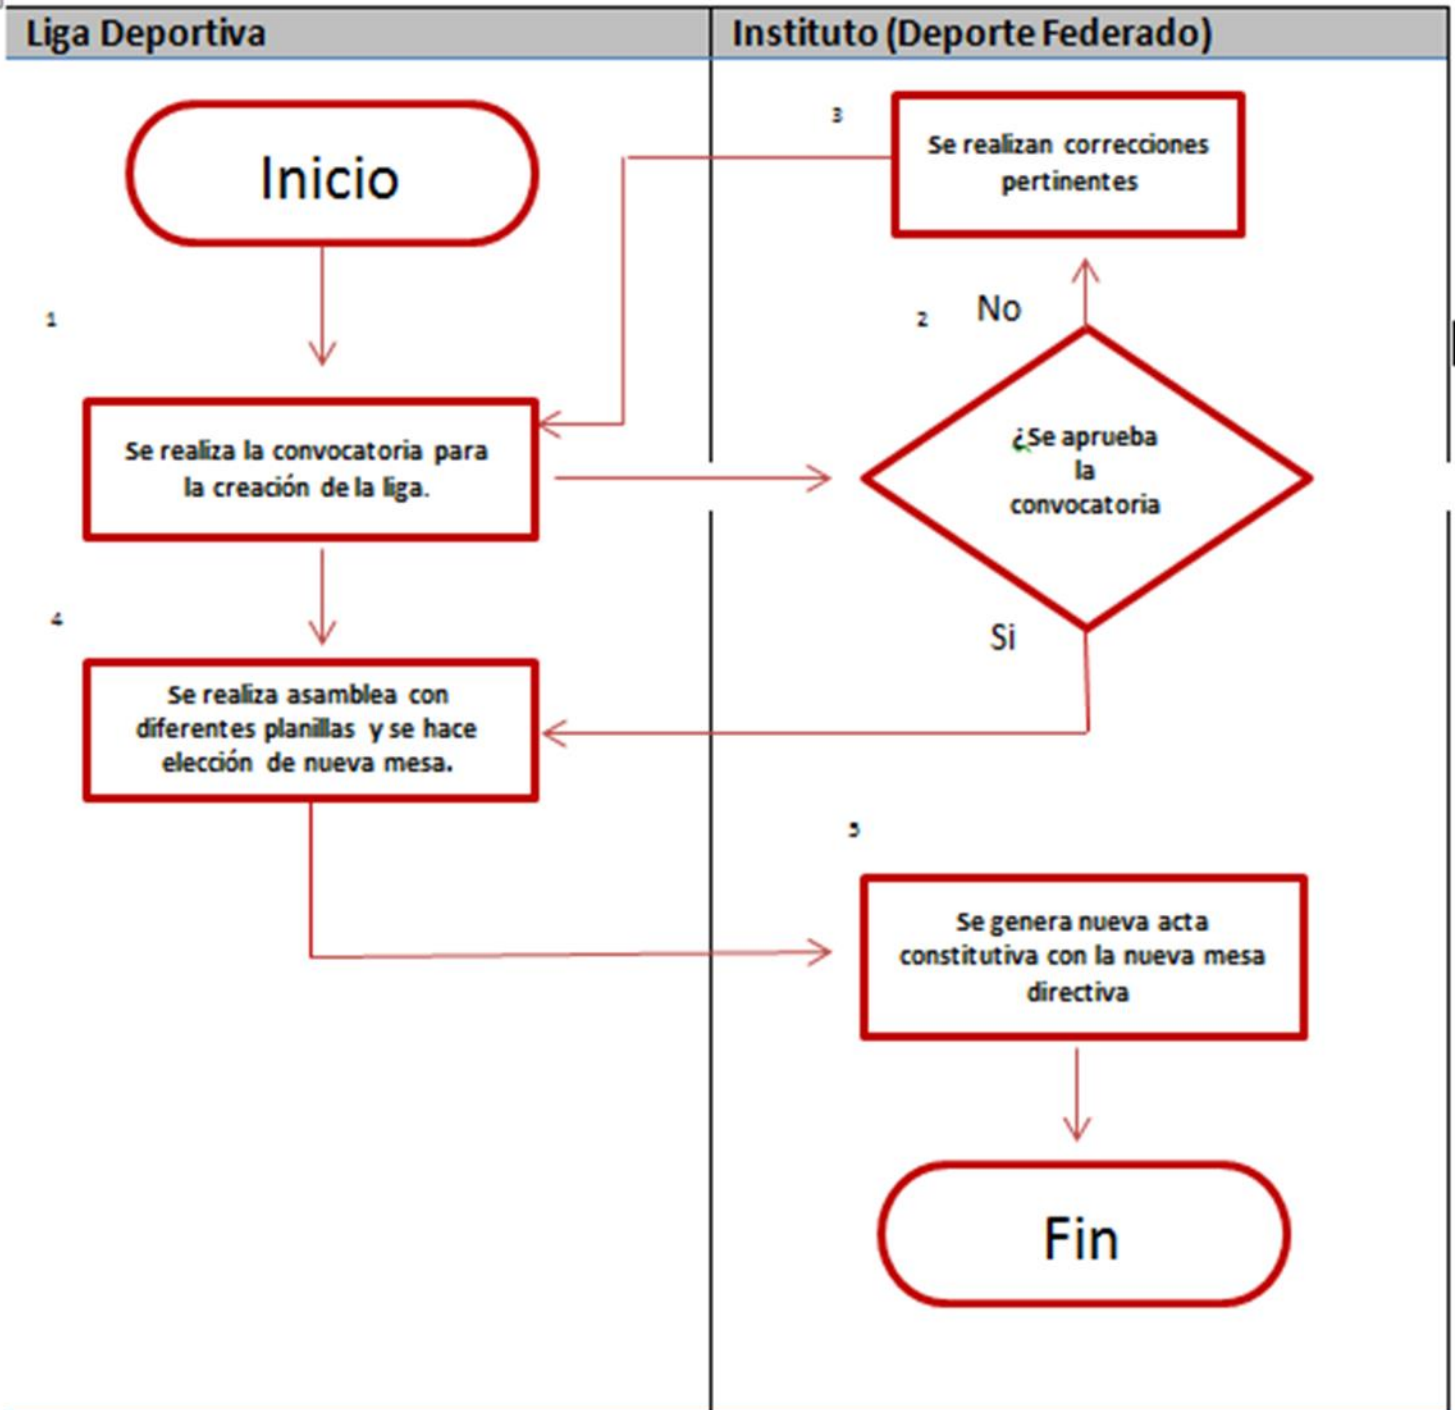 Liga Deportiva
Instituto (Deporte Federado)
Inicio
1
Se realiza la convocatoria para
la creación de la liga.
2
¿Se aprueba
la
convocatoria
No
3
Se realizan correcciones
pertinentes
Si
4
Se realiza asamblea con
diferentes planillas y se hace
elección de nueva mesa.
5
Se genera nueva acta
constitutiva con la nueva mesa
directiva
Fin